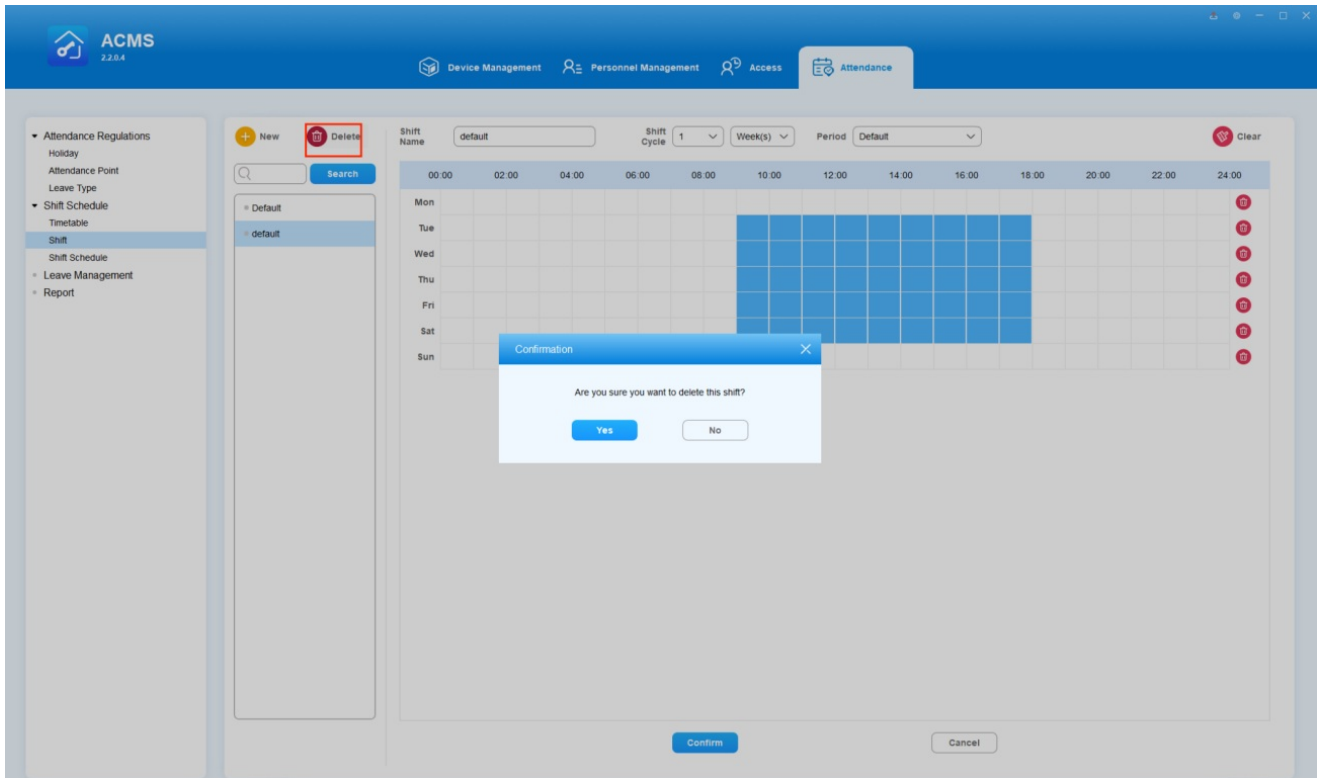 ACMS
2.2.0.4
Device Management
Personnel Management
Access
Attendance
Attendance Regulations
Holiday
Attendance Point
Leave Type
Shift Schedule
Timetable
Shift
Shift Schedule
Leave Management
Report
New
Delete
Search
Default
default
Shift Name
default
Shift Cycle
1
Week(s)
Period
Default
Clear
00:00 02:00 04:00 06:00 08:00 10:00 12:00 14:00 16:00 18:00 20:00 22:00 24:00
Mon
Tue
Wed
Thu
Fri
Sat
Sun
Confirmation
Are you sure you want to delete this shift?
Yes
No
Confirm
Cancel